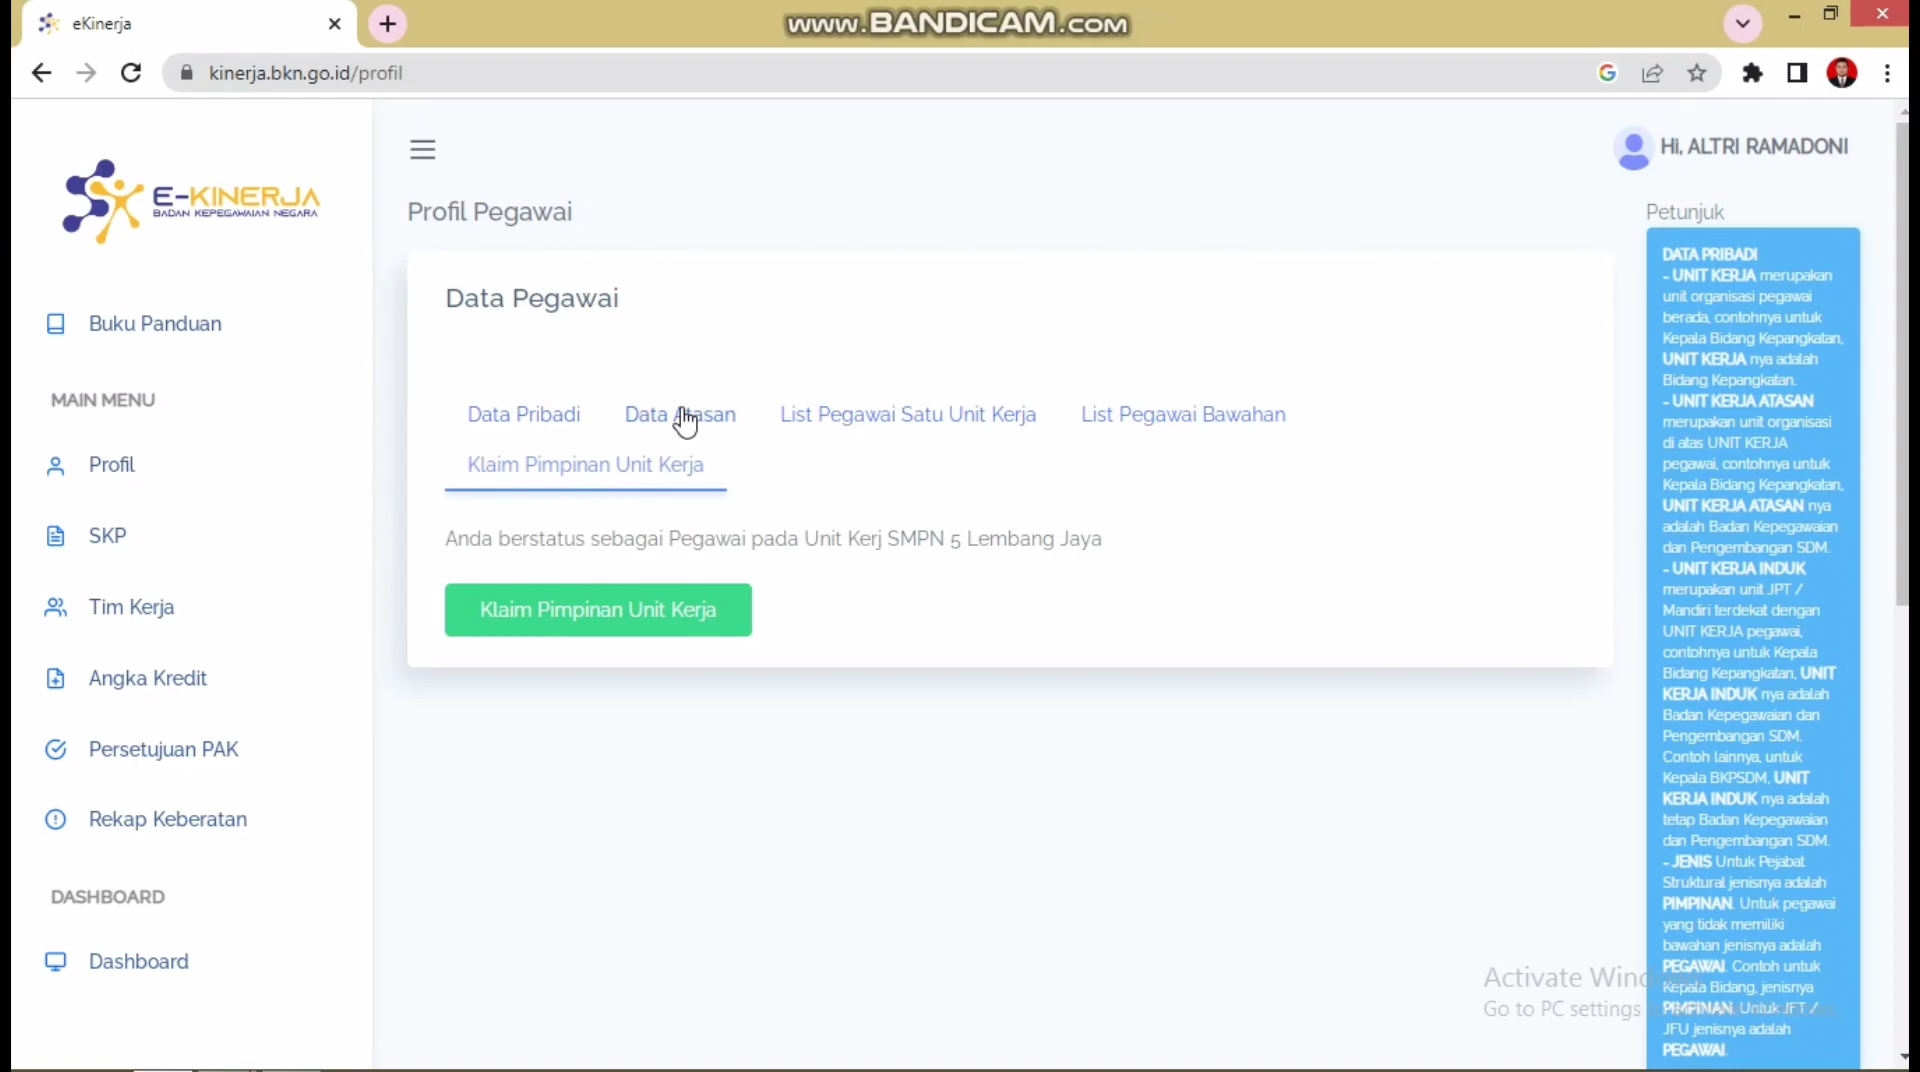 eKinerja
www.BANDICAM.com
kinerja.bkn.go.id/profil
E-KINERJA
BADAN KEPEGAWAIAN NEGARA
Hi, ALTRI RAMADONI
Buku Panduan
MAIN MENU
Profil
SKP
Tim Kerja
Angka Kredit
Persetujuan PAK
Rekap Keberatan
DASHBOARD
Dashboard
Profil Pegawai
Data Pegawai
Data Pribadi
Data Atasan
List Pegawai Satu Unit Kerja
List Pegawai Bawahan
Klaim Pimpinan Unit Kerja
Anda berstatus sebagai Pegawai pada Unit Kerj SMPN 5 Lembang Jaya
Klaim Pimpinan Unit Kerja
Petunjuk
DATA PRIBADI
- UNIT KERJA merupakan
unit organisasi pegawai
berada, contohnya untuk
Kepala Bidang Kepangkatan,
UNIT KERJA nya adalah
Bidang Kepangkatan.
- UNIT KERJA ATASAN
merupakan unit organisasi
di atas UNIT KERJA
pegawai, contohnya untuk
Kepala Bidang Kepangkatan,
UNIT KERJA ATASAN nya
adalah Badan Kepegawaian
dan Pengembangan SDM.
- UNIT KERJA INDUK
merupakan unit JPT /
Mandiri terdekat dengan
UNIT KERJA pegawai,
contohnya untuk Kepala
Bidang Kepangkatan, UNIT
KERJA INDUK nya adalah
Badan Kepegawaian dan
Pengembangan SDM.
Contoh lainnya, untuk
Kepala BKPSDM, UNIT
KERJA INDUK nya adalah
tetap Badan Kepegawaian
dan Pengembangan SDM.
- JENIS Untuk Pejabat
Struktural jenisnya adalah
PIMPINAN. Untuk pegawai
yang tidak memiliki
bawahan jenisnya adalah
PEGAWAI. Contoh untuk
Kepala Bidang, jenisnya
PIMPINAN. Untuk JFT /
JFU jenisnya adalah
PEGAWAI.
Activate Wind
Go to PC settings